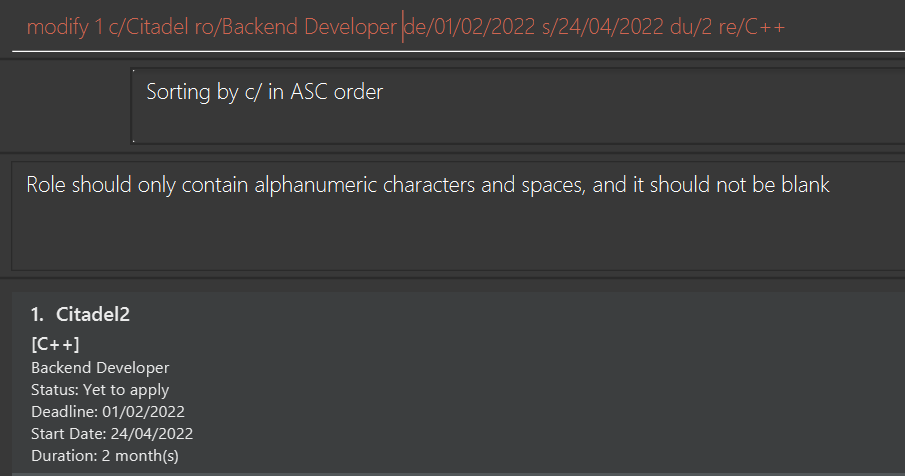 modify 1 c/Citadel ro/Backend Developer de/01/02/2022 s/24/04/2022 du/2 re/C++
Sorting by c/ in ASC order
Role should only contain alphanumeric characters and spaces, and it should not be blank
1. Citadel2
[C++]
Backend Developer
Status: Yet to apply
Deadline: 01/02/2022
Start Date: 24/04/2022
Duration: 2 month(s)